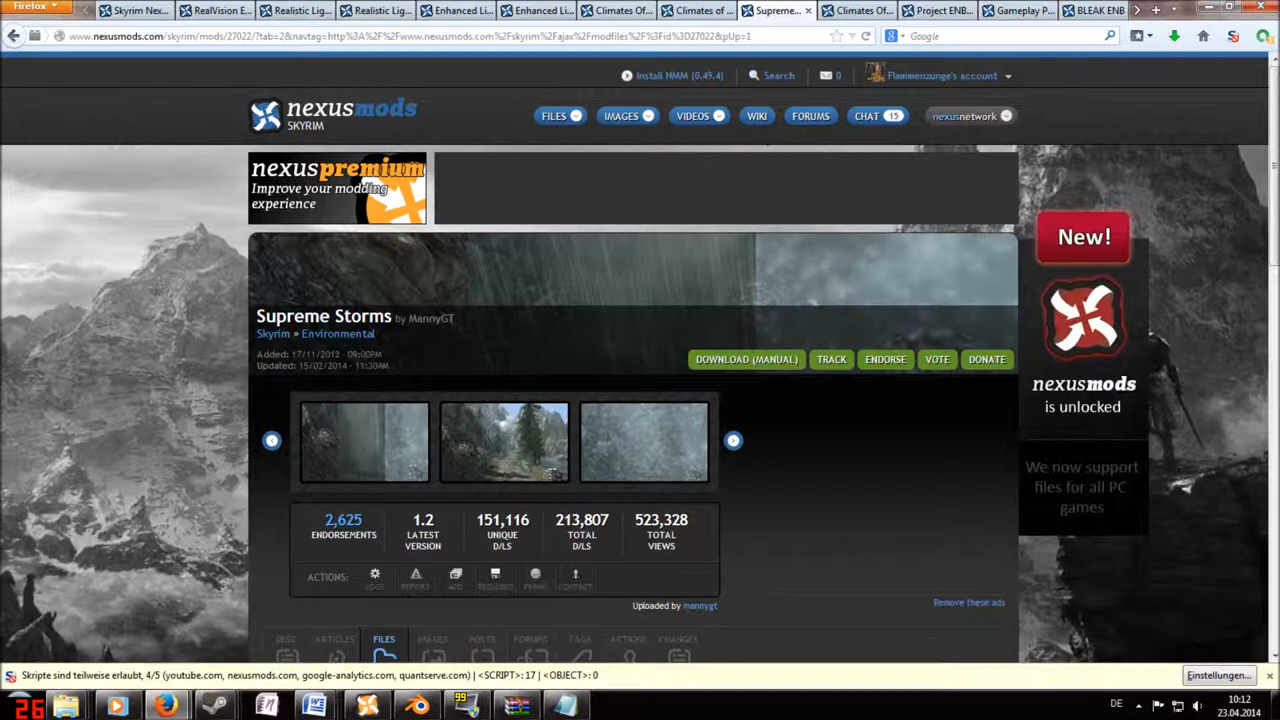 Firefox
Skyrim Nex...
RealVision E...
Realistic Lig...
Realistic Lig...
Enhanced Li...
Enhanced Li...
Climates Of...
Climates of ...
Supreme...
Climates Of...
Project ENB...
Gameplay P...
BLEAK ENB
www.nexusmods.com/skyrim/mods/27022/?tab=2&navtag=http%3A%2F%2Fwww.nexusmods.com%2Fskyrim%2Fajax%2Fmodfiles%2F%3Fid%3D27022&pUp=1
Google
Install NMM (0.49.4)
Search
0
Flammenzunge's account
nexusmods
SKYRIM
FILES
IMAGES
VIDEOS
WIKI
FORUMS
CHAT 15
nexusnetwork
nexuspremium
Improve your modding
experience
New!
Supreme Storms by MannyGT
Skyrim » Environmental
Added: 17/11/2012 - 09:00PM
Updated: 15/02/2014 - 11:30AM
DOWNLOAD (MANUAL)
TRACK
ENDORSE
VOTE
DONATE
nexusmods
is unlocked
We now support
files for all PC
games
2,625
ENDORSEMENTS
1.2
LATEST
VERSION
151,116
UNIQUE
D/LS
213,807
TOTAL
D/LS
523,328
TOTAL
VIEWS
ACTIONS:
LOGS
REPORT
ADD
REQUIRED
PERMS
CONTACT
Uploaded by mannygt
Remove these ads
DESC
ARTICLES
FILES
IMAGES
POSTS
FORUMS
TAGS
ACTIONS
CHANGES
Skripte sind teilweise erlaubt, 4/5 (youtube.com, nexusmods.com, google-analytics.com, quantserve.com) | <SCRIPT>: 17 | <OBJECT>: 0
Einstellungen...
26
99
DE
10:12
23.04.2014